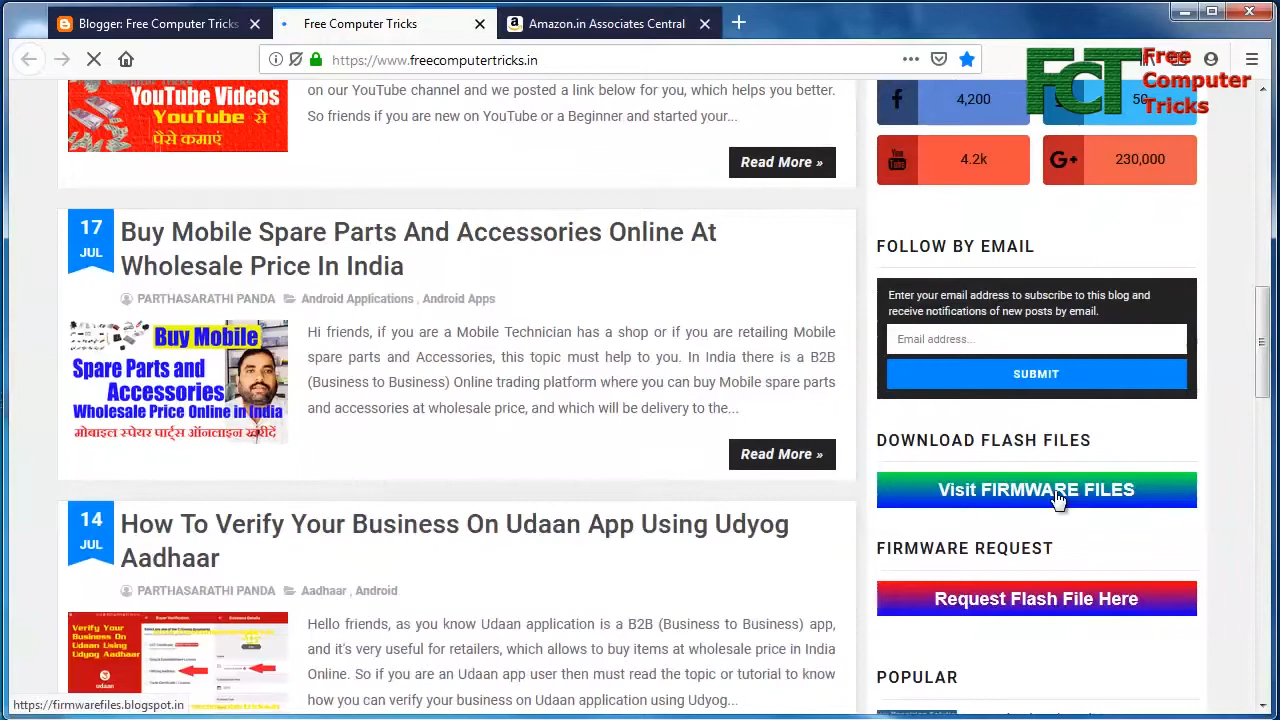 Blogger: Free Computer Tricks
Free Computer Tricks
Amazon.in Associates Central
https://www.freecomputertricks.in
FCT Free
Computer
Tricks
YouTube Videos
YouTube से
पैसे कमाएं
on our YouTube channel and we posted a link below for you, which helps you better.
So friends if you are new on YouTube or a Beginner and started your...
Read More »
4,200
50
4.2k
230,000
You Tube
G+
17
JUL
Buy Mobile Spare Parts And Accessories Online At
Wholesale Price In India
PARTHASARATHI PANDA Android Applications , Android Apps
Buy Mobile
Spare Parts and
Accessories
Wholesale Price Online in India
मोबाइल स्पेयर पार्ट्स ऑनलाइन खरीदें
Hi friends, if you are a Mobile Technician has a shop or if you are retailing Mobile
spare parts and Accessories, this topic must help to you. In India there is a B2B
(Business to Business) Online trading platform where you can buy Mobile spare parts
and accessories at wholesale price, and which will be delivery to the...
Read More »
14
JUL
How To Verify Your Business On Udaan App Using Udyog
Aadhaar
PARTHASARATHI PANDA Aadhaar , Android
Verify Your
Business On
Udaan Using
Udyog Aadhaar
udaan
Hello friends, as you know Udaan application is a B2B (Business to Business) app,
and it's very useful for retailers, which allows to buy items at wholesale price in India
Online. So if you are an Udaan app user then must read the topic or tutorial to know
how you can verify your business on Udaan application using Udyog...
FOLLOW BY EMAIL
Enter your email address to subscribe to this blog and
receive notifications of new posts by email.
Email address...
SUBMIT
DOWNLOAD FLASH FILES
Visit FIRMWARE FILES
FIRMWARE REQUEST
Request Flash File Here
POPULAR
https://firmwarefiles.blogspot.in